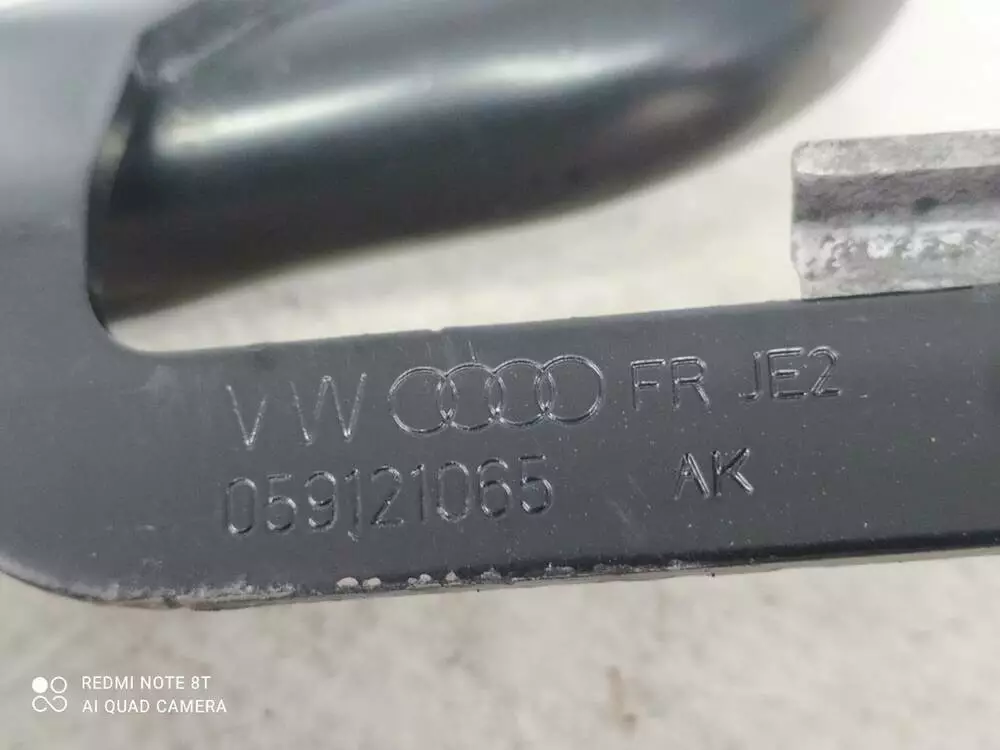 VW FR JE2
059121065 AK
REDMI NOTE 8T
AI QUAD CAMERA